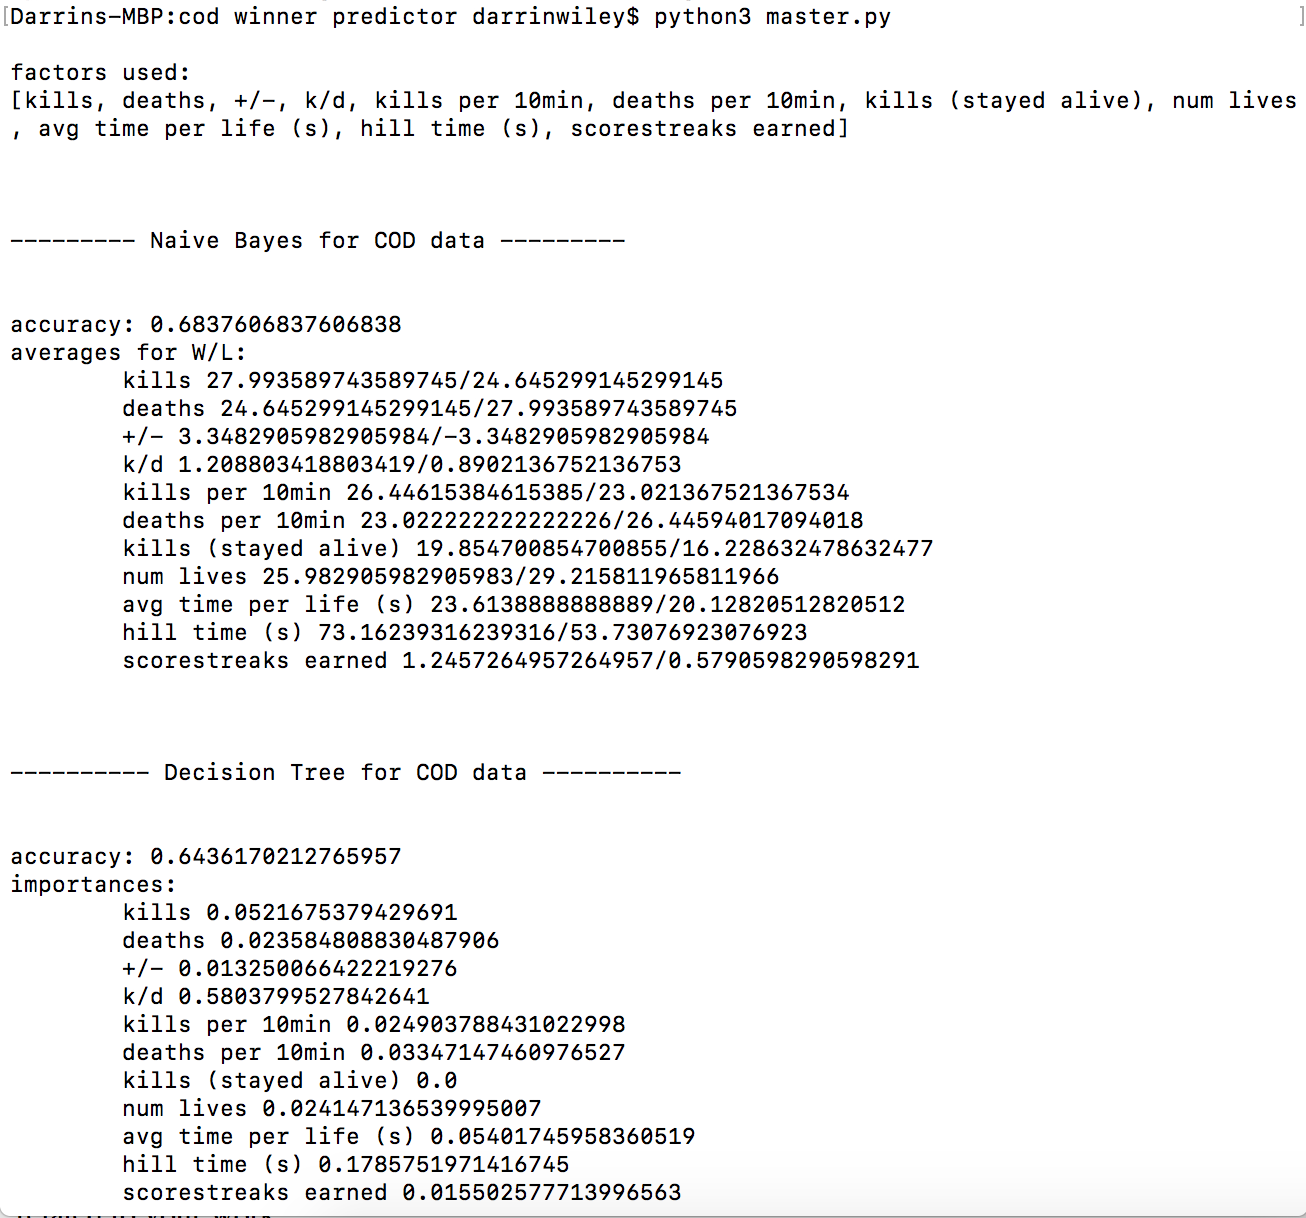 [Darrins-MBP:cod winner predictor darrinwiley$ python3 master.py ]
factors used:
[kills, deaths, +/-, k/d, kills per 10min, deaths per 10min, kills (stayed alive), num lives
, avg time per life (s), hill time (s), scorestreaks earned]
--------- Naive Bayes for COD data ---------
accuracy: 0.6837606837606838
averages for W/L:
kills 27.993589743589745/24.645299145299145
deaths 24.645299145299145/27.993589743589745
+/- 3.3482905982905984/-3.3482905982905984
k/d 1.208803418803419/0.8902136752136753
kills per 10min 26.44615384615385/23.021367521367534
deaths per 10min 23.022222222222226/26.44594017094018
kills (stayed alive) 19.854700854700855/16.228632478632477
num lives 25.982905982905983/29.215811965811966
avg time per life (s) 23.6138888888889/20.12820512820512
hill time (s) 73.16239316239316/53.73076923076923
scorestreaks earned 1.2457264957264957/0.5790598290598291
---------- Decision Tree for COD data ----------
accuracy: 0.6436170212765957
importances:
kills 0.0521675379429691
deaths 0.023584808830487906
+/- 0.013250066422219276
k/d 0.5803799527842641
kills per 10min 0.024903788431022998
deaths per 10min 0.03347147460976527
kills (stayed alive) 0.0
num lives 0.024147136539995007
avg time per life (s) 0.05401745958360519
hill time (s) 0.1785751971416745
scorestreaks earned 0.015502577713996563